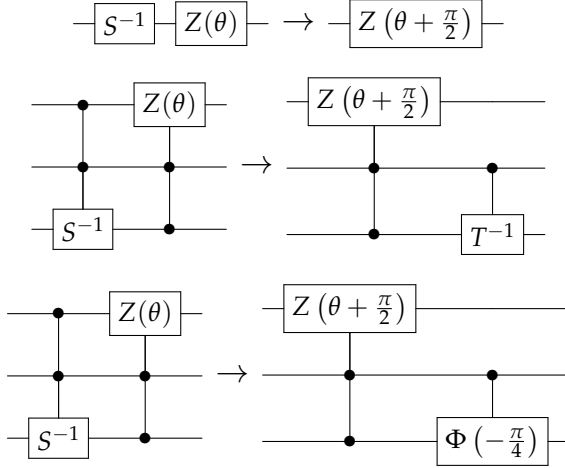 S⁻¹ Z(θ) → Z (θ + π/2)
Z(θ) Z (θ + π/2)
→
S⁻¹ T⁻¹
Z(θ) Z (θ + π/2)
→
S⁻¹ Φ (−π/4)